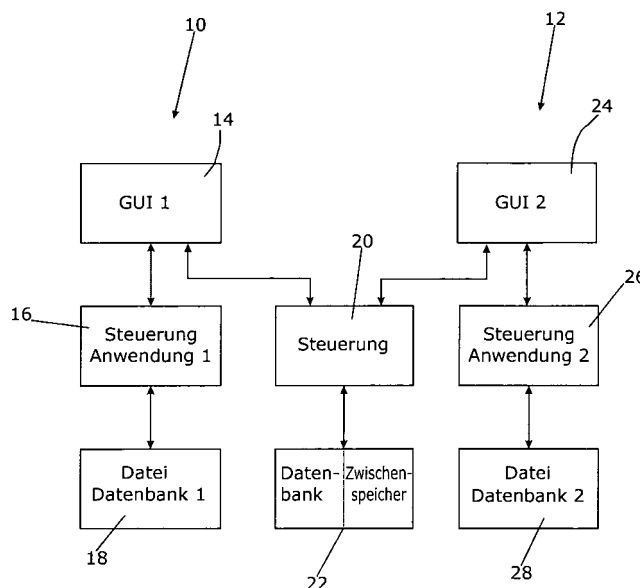 10
12
14
24
GUI 1
GUI 2
20
16
26
Steuerung
Anwendung 1
Steuerung
Steuerung
Anwendung 2
Datei
Datenbank 1
Daten-
bank
Zwischen-
speicher
Datei
Datenbank 2
18
22
28